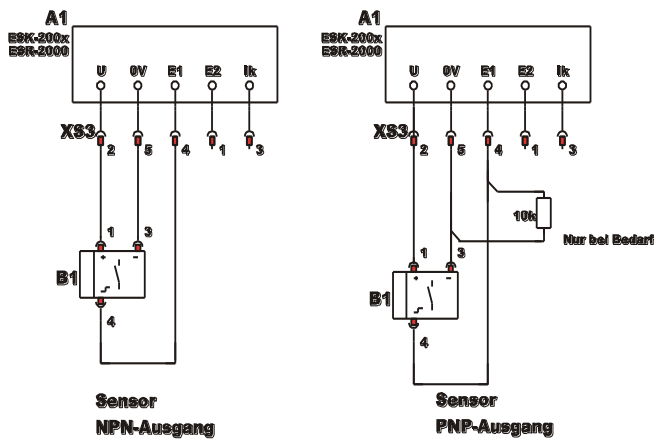 A1
ESK-200x
ESR-2000
U 0V E1 E2 Ik
XS3
2 5 4 1 3
1 3
+ -
B1
4
Sensor
NPN-Ausgang
A1
ESK-200x
ESR-2000
U 0V E1 E2 Ik
XS3
2 5 4 1 3
10k
Nur bei Bedarf
1 3
+ -
B1
4
Sensor
PNP-Ausgang